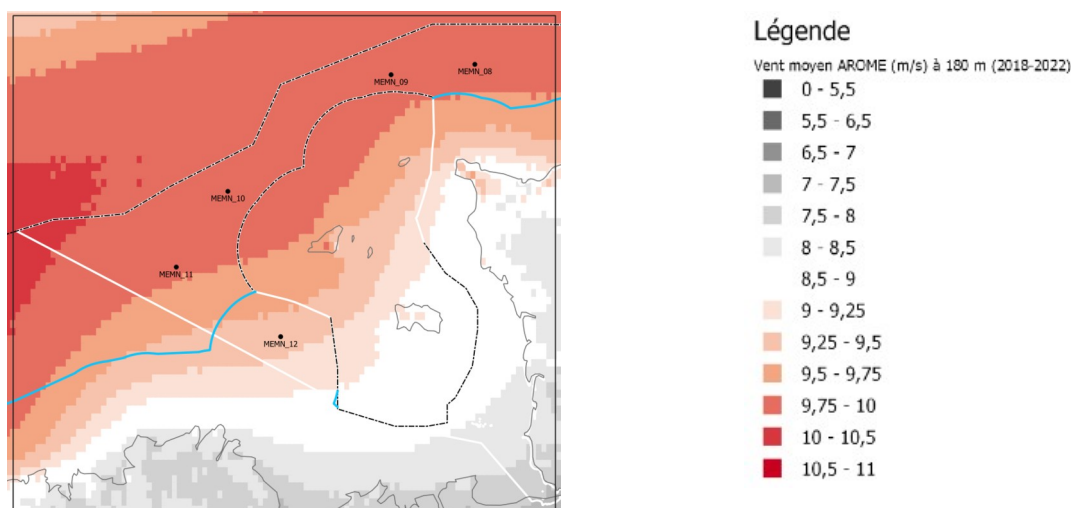 MEMN_08
MEMN_09
MEMN_10
MEMN_11
MEMN_12
Légende
Vent moyen AROME (m/s) à 180 m (2018-2022)
0 - 5,5
5,5 - 6,5
6,5 - 7
7 - 7,5
7,5 - 8
8 - 8,5
8,5 - 9
9 - 9,25
9,25 - 9,5
9,5 - 9,75
9,75 - 10
10 - 10,5
10,5 - 11